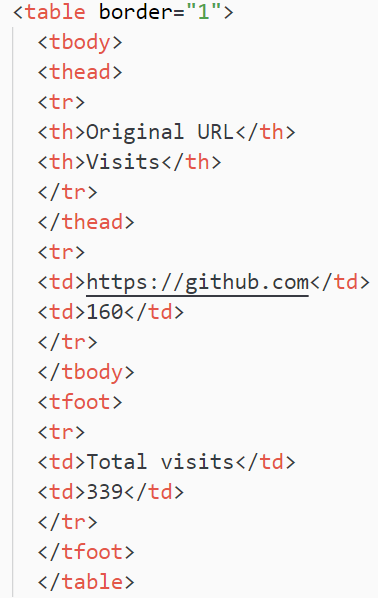 <table border="1">
<tbody>
<thead>
<tr>
<th>Original URL</th>
<th>Visits</th>
</tr>
</thead>
<tr>
<td>https://github.com</td>
<td>160</td>
</tr>
</tbody>
<tfoot>
<tr>
<td>Total visits</td>
<td>339</td>
</tr>
</tfoot>
</table>